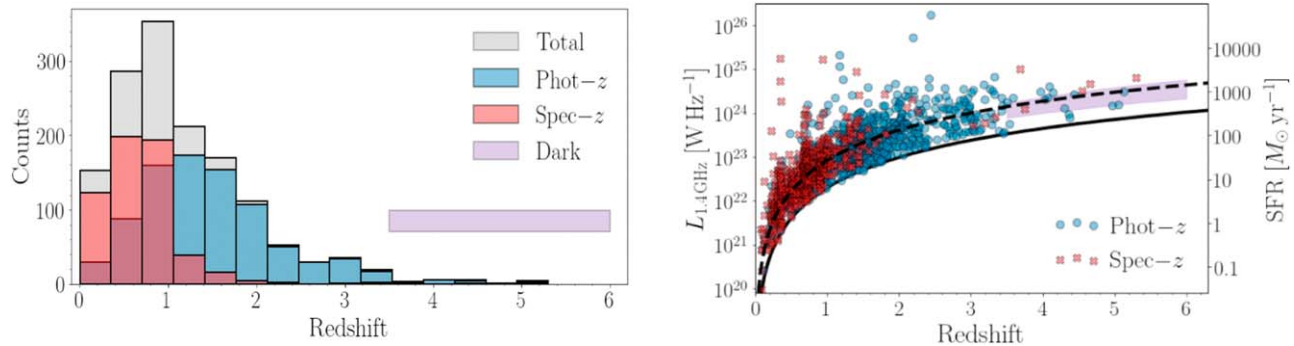 300
200
100
0
Counts
Total
Phot−z
Spec−z
Dark
0 1 2 3 4 5 6
Redshift
10^26
10^25
10^24
10^23
10^22
10^21
10^20
L_1.4GHz [W Hz^−1]
10000
1000
100
10
1
0.1
SFR [M_⊙ yr^−1]
Phot−z
Spec−z
0 1 2 3 4 5 6
Redshift